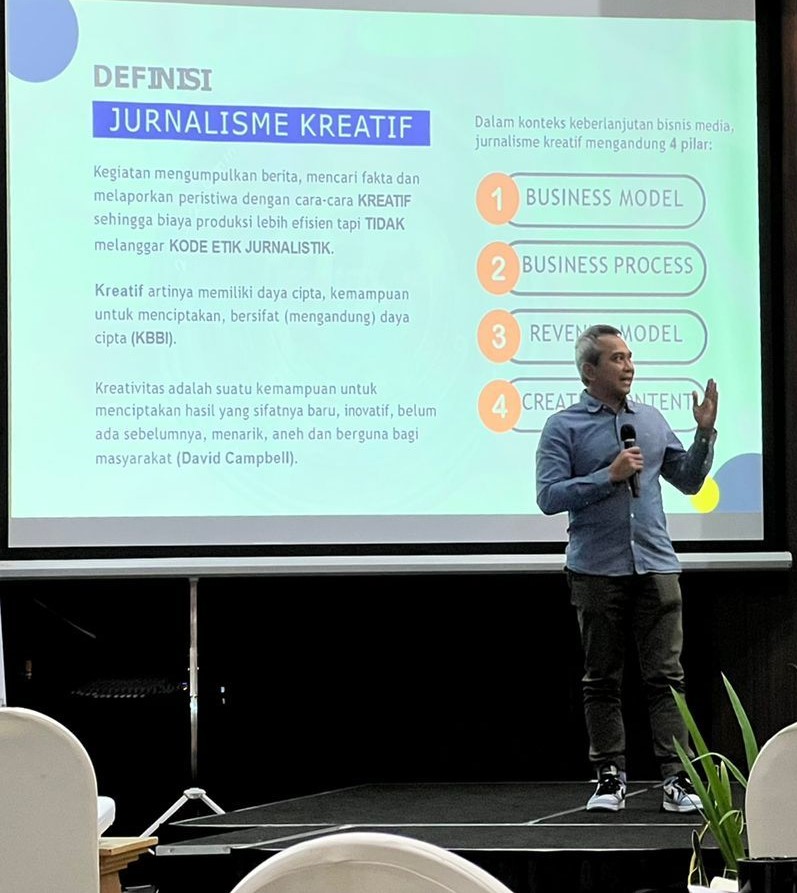 DEFINISI
JURNALISME KREATIF
Kegiatan mengumpulkan berita, mencari fakta dan
melaporkan peristiwa dengan cara-cara KREATIF
sehingga biaya produksi lebih efisien tapi TIDAK
melanggar KODE ETIK JURNALISTIK.
Kreatif artinya memiliki daya cipta, kemampuan
untuk menciptakan, bersifat (mengandung) daya
cipta (KBBI).
Kreativitas adalah suatu kemampuan untuk
menciptakan hasil yang sifatnya baru, inovatif, belum
ada sebelumnya, menarik, aneh dan berguna bagi
masyarakat (David Campbell).
Dalam konteks keberlanjutan bisnis media,
jurnalisme kreatif mengandung 4 pilar:
1 BUSINESS MODEL
2 BUSINESS PROCESS
3 MODEL
4